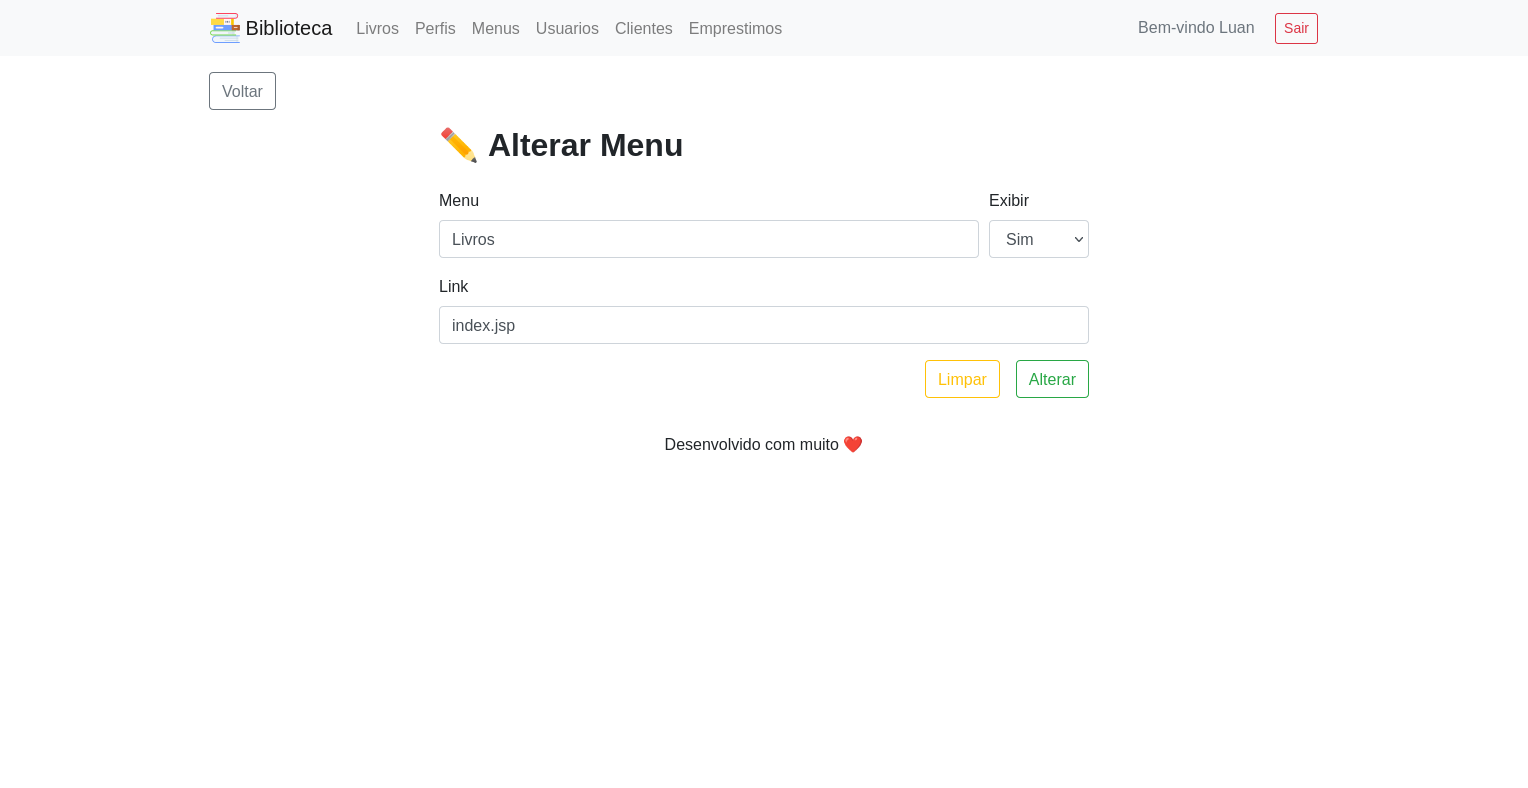 Biblioteca Livros Perfis Menus Usuarios Clientes Emprestimos Bem-vindo Luan Sair
Voltar
✏️ Alterar Menu
Menu Exibir
Livros Sim
Link
index.jsp
Limpar Alterar
Desenvolvido com muito ❤️